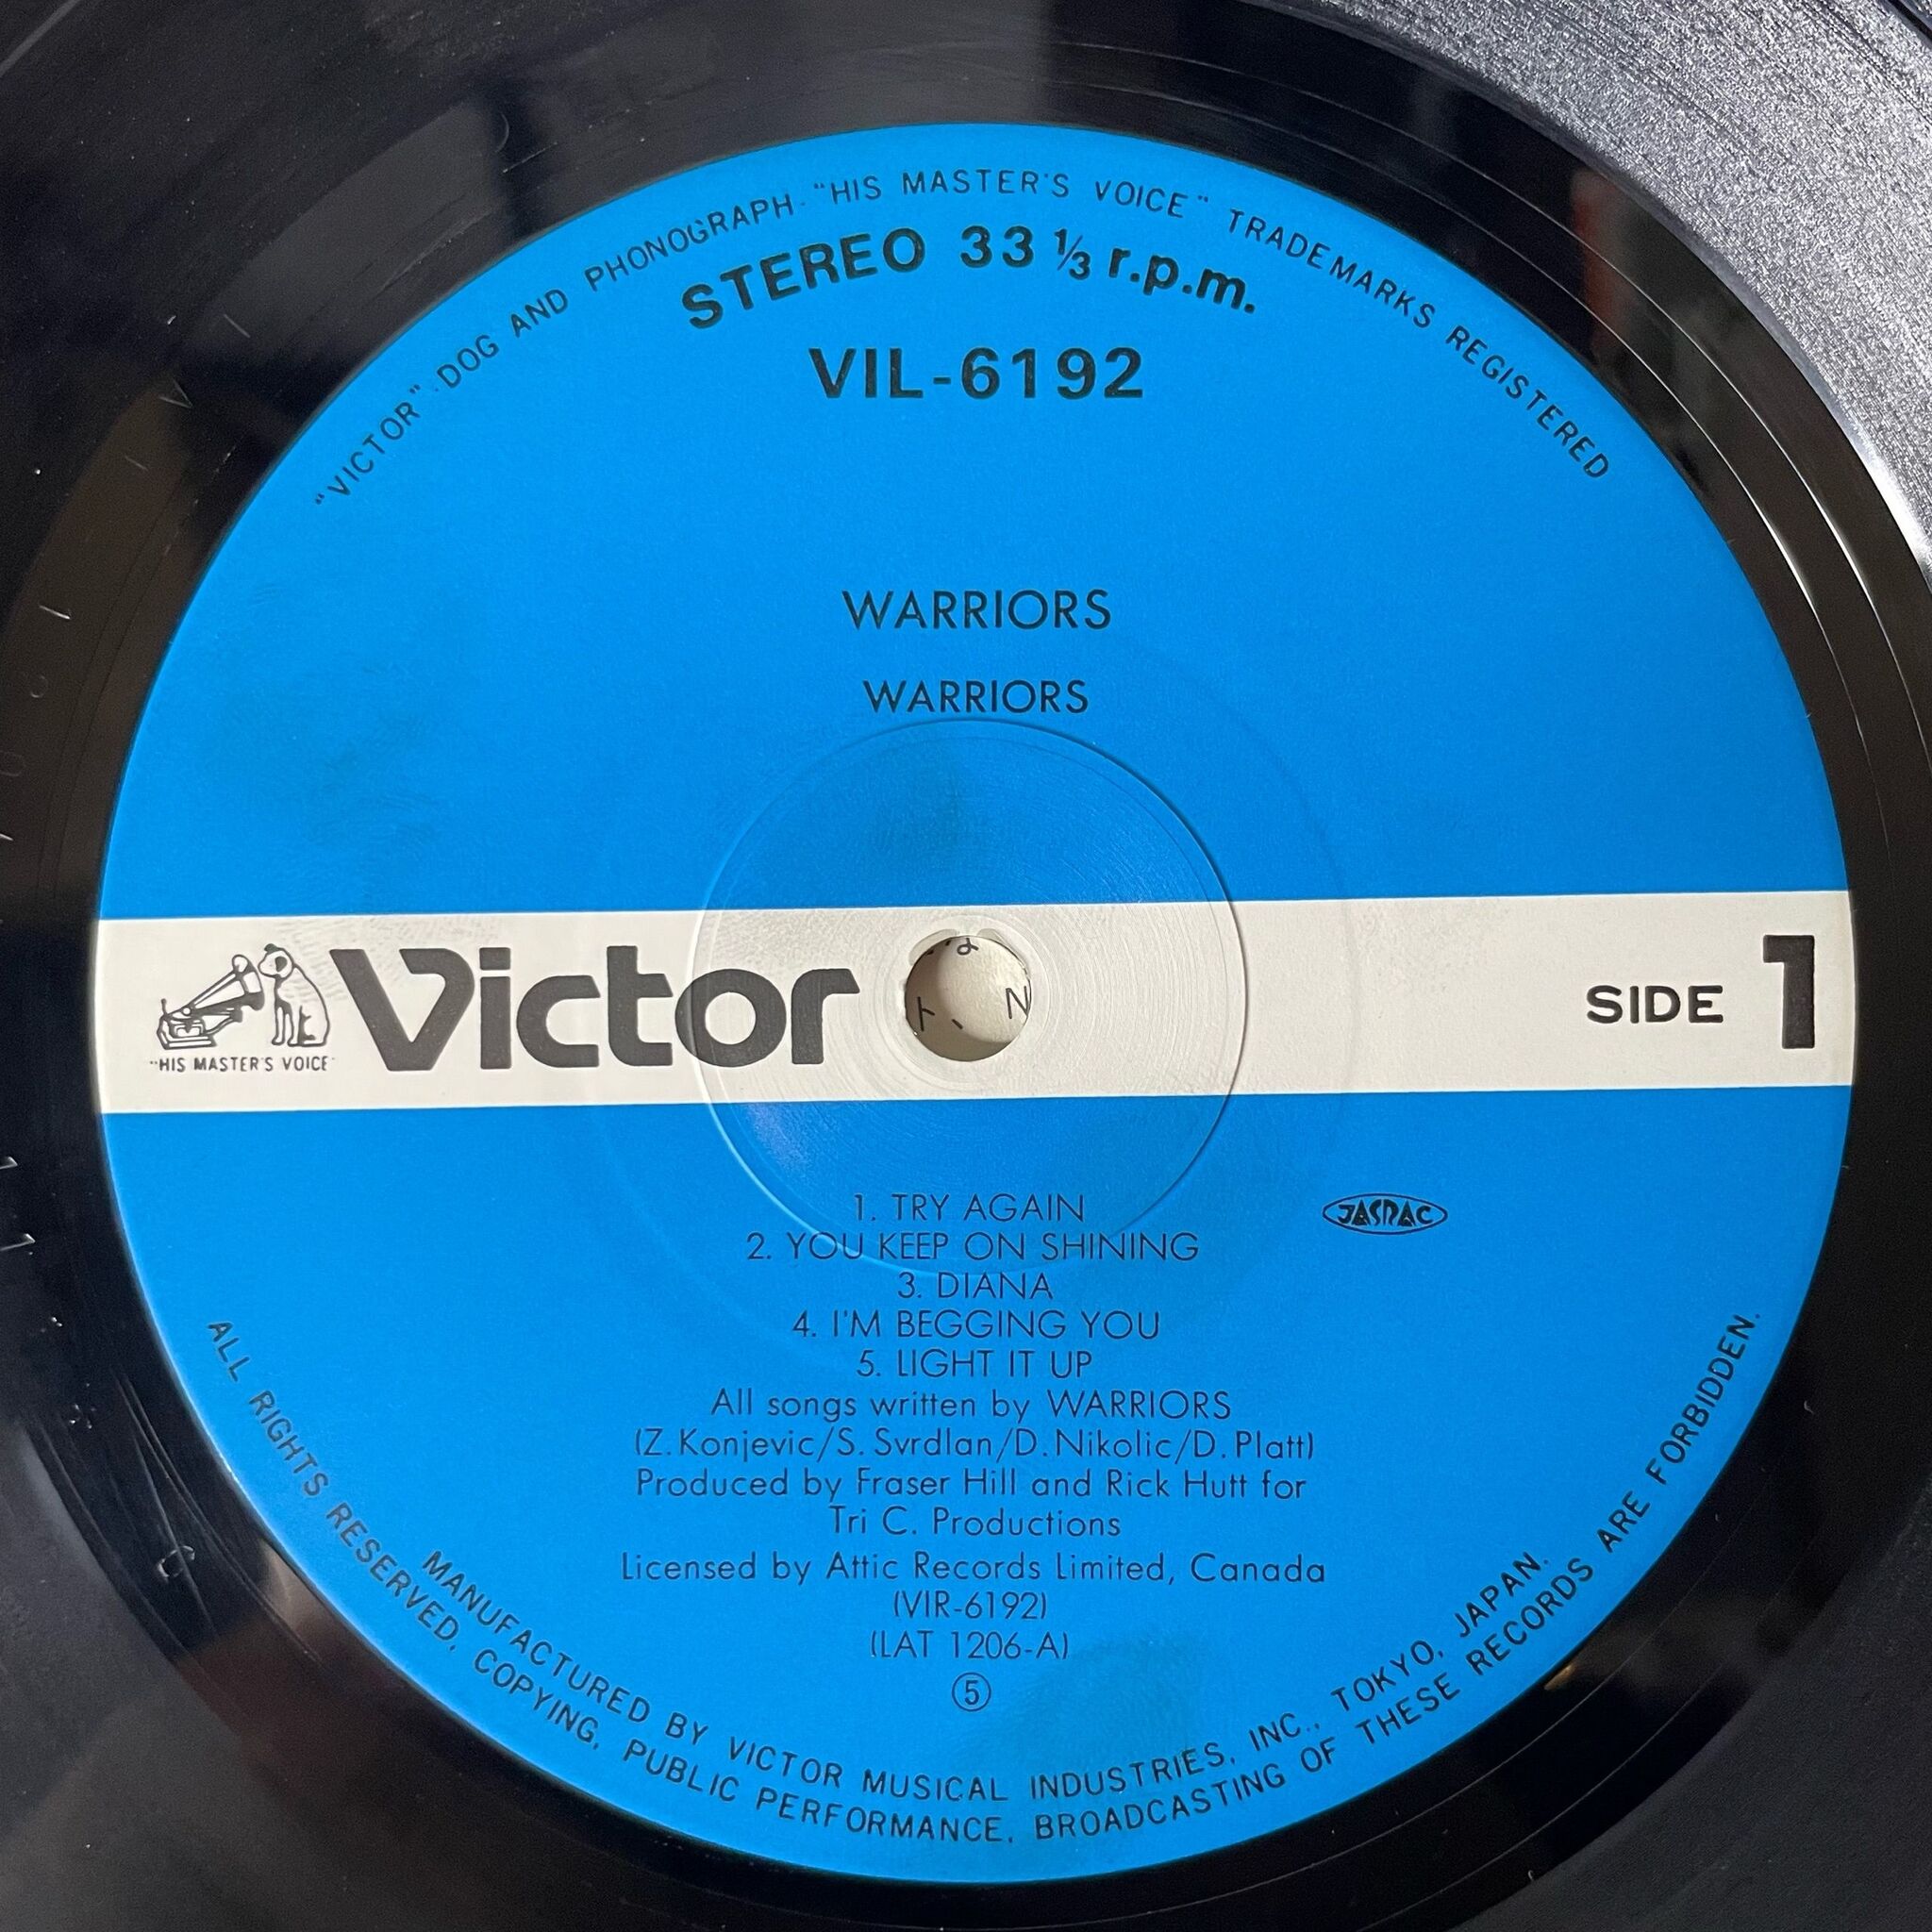 "VICTOR" · DOG AND PHONOGRAPH · "HIS MASTER'S VOICE" TRADEMARKS REGISTERED
STEREO 33 ⅓ r.p.m.
VIL-6192
WARRIORS
WARRIORS
"HIS MASTER'S VOICE"
Victor
SIDE 1
1. TRY AGAIN
2. YOU KEEP ON SHINING
3. DIANA
4. I'M BEGGING YOU
5. LIGHT IT UP
JASRAC
All songs written by WARRIORS
(Z. Konjevic/S. Svrdlan/D. Nikolic/D. Platt)
Produced by Fraser Hill and Rick Hutt for
Tri C. Productions
Licensed by Attic Records Limited, Canada
(VIR-6192)
(LAT 1206-A)
⑤
MANUFACTURED BY VICTOR MUSICAL INDUSTRIES, INC., TOKYO, JAPAN.
ALL RIGHTS RESERVED, COPYING, PUBLIC PERFORMANCE, BROADCASTING OF THESE RECORDS ARE FORBIDDEN.